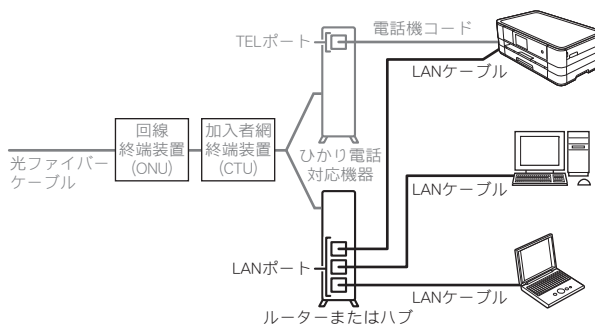 TELポート
電話機コード
LANケーブル
回線
終端装置
(ONU)
加入者網
終端装置
(CTU)
ひかり電話
対応機器
光ファイバー
ケーブル
LANケーブル
LANポート
LANケーブル
ルーターまたはハブ